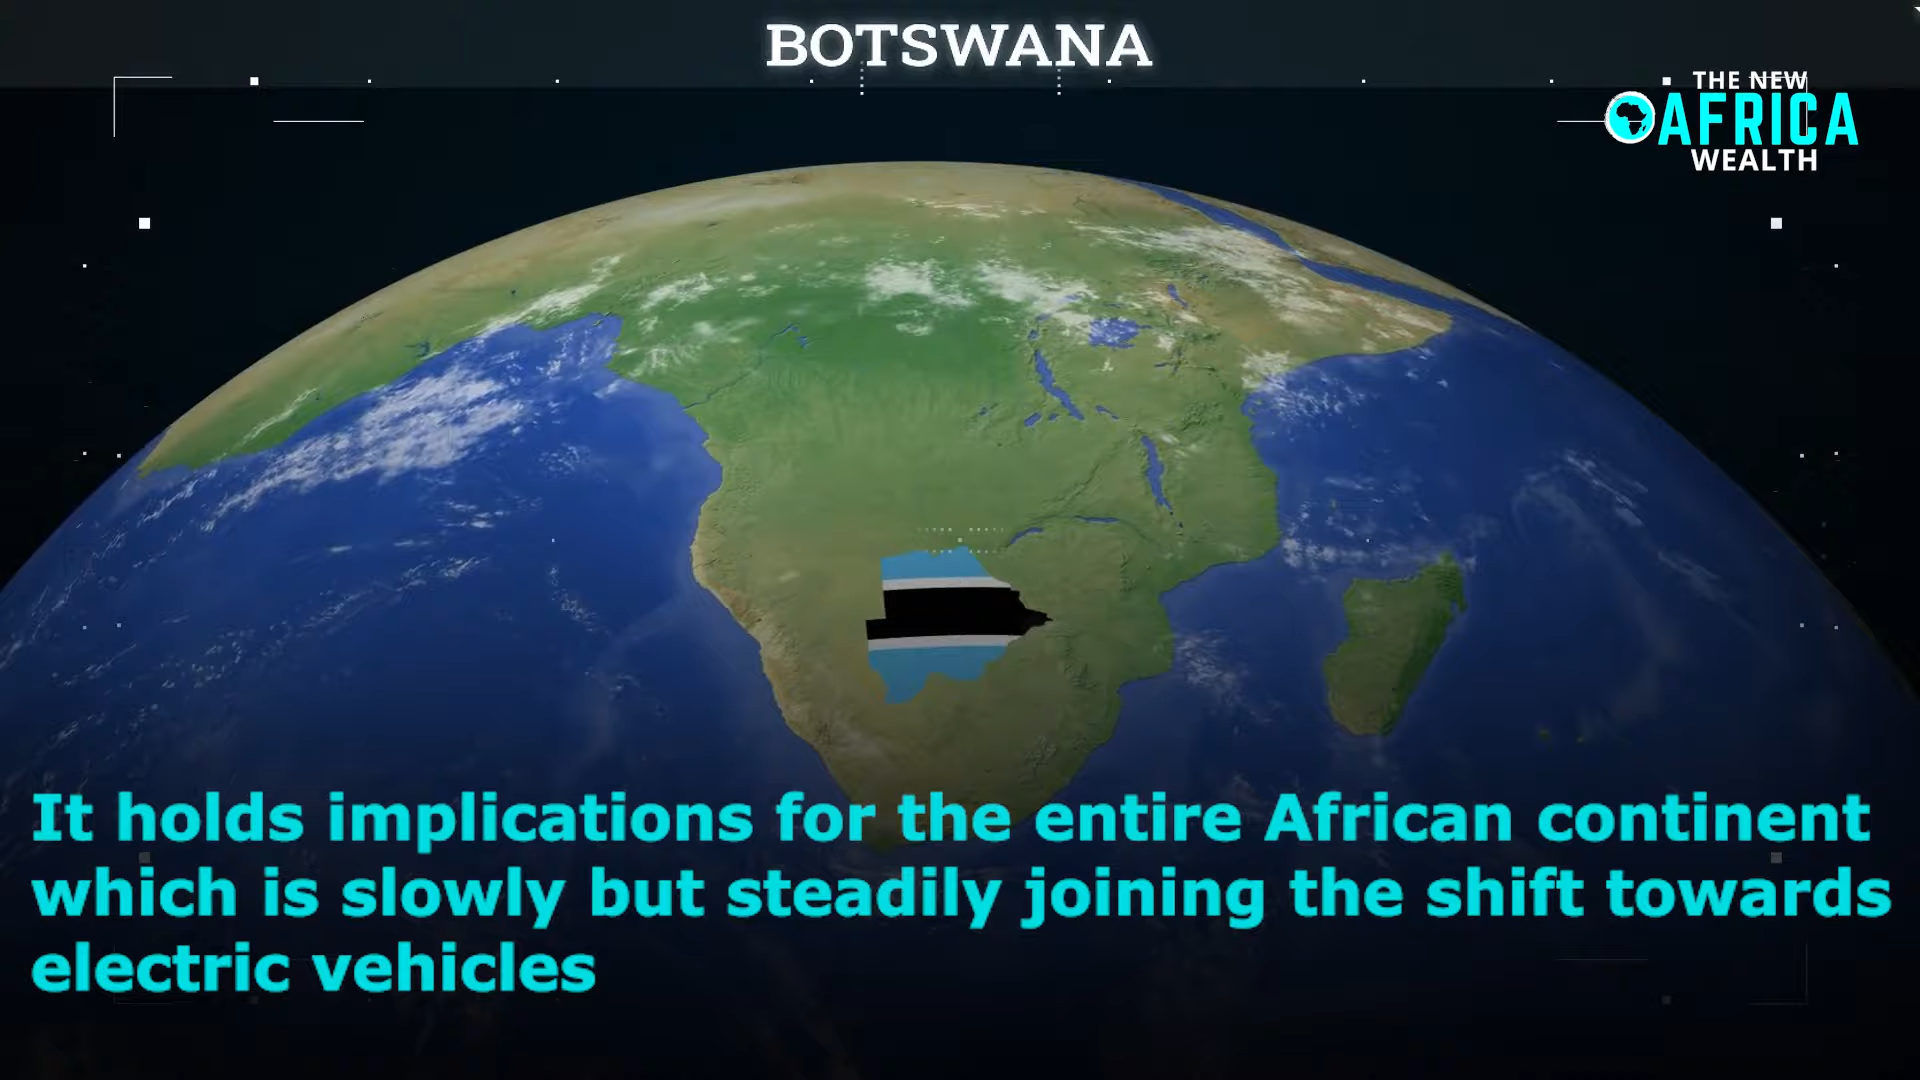 BOTSWANA
THE NEW
AFRICA
WEALTH
It holds implications for the entire African continent
which is slowly but steadily joining the shift towards
electric vehicles